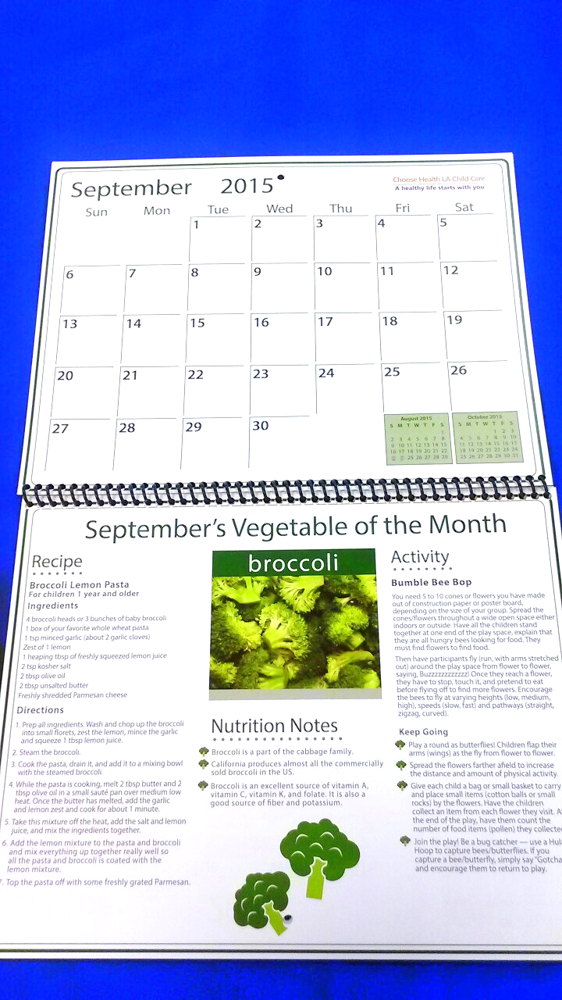 September 2015
Choose Health LA Child Care
A healthy life starts with you
Sun Mon Tue Wed Thu Fri Sat
1 2 3 4 5
6 7 8 9 10 11 12
13 14 15 16 17 18 19
20 21 22 23 24 25 26
27 28 29 30
August 2015
S M T W T F S
1
2 3 4 5 6 7 8
9 10 11 12 13 14 15
16 17 18 19 20 21 22
25 26 27 28 29
October 2015
S M T W T F S
1 2 3
4 5 6 7 8 9 10
11 12 13 14 15 16 17
18 19 20 21 22 23 24
25 26 27 28 29 30 31
September's Vegetable of the Month
Recipe
Broccoli Lemon Pasta
For children 1 year and older
Ingredients
4 broccoli heads or 3 bunches of baby broccoli
1 box of your favorite whole wheat pasta
1 tsp minced garlic (about 2 garlic cloves)
Zest of 1 lemon
1 heaping tbsp of freshly squeezed lemon juice
2 tsp kosher salt
2 tbsp olive oil
2 tbsp unsalted butter
Freshly shredded Parmesan cheese
Directions
1. Prep all ingredients. Wash and chop up the broccoli
into small florets, zest the lemon, mince the garlic
and squeeze 1 tbsp lemon juice.
2. Steam the broccoli.
3. Cook the pasta, drain it, and add it to a mixing bowl
with the steamed broccoli.
4. While the pasta is cooking, melt 2 tbsp butter and 2
tbsp olive oil in a small sauté pan over medium low
heat. Once the butter has melted, add the garlic
and lemon zest and cook for about 1 minute.
5. Take this mixture off the heat, add the salt and lemon
juice, and mix the ingredients together.
6. Add the lemon mixture to the pasta and broccoli
and mix everything up together really well so
all the pasta and broccoli is coated with the
lemon mixture.
7. Top the pasta off with some freshly grated Parmesan.
broccoli
Nutrition Notes
Broccoli is a part of the cabbage family.
California produces almost all the commercially
sold broccoli in the US.
Broccoli is an excellent source of vitamin A,
vitamin C, vitamin K, and folate. It is also a
good source of fiber and potassium.
Activity
Bumble Bee Bop
You need 5 to 10 cones or flowers you have made
out of construction paper or poster board,
depending on the size of your group. Spread the
cones/flowers throughout a wide open space either
indoors or outside. Have all the children stand
together at one end of the play space, explain that
they are all hungry bees looking for food. They
must find flowers to find food.
Then have participants fly (run, with arms stretched
out) around the play space from flower to flower,
saying, Buzzzzzzzzzzzz! Once they reach a flower,
they have to stop, touch it, and pretend to eat
before flying off to find more flowers. Encourage
the bees to fly at varying heights (low, medium,
high), speeds (slow, fast) and pathways (straight,
zigzag, curved).
Keep Going
Play a round as butterflies! Children flap their
arms (wings) as the fly from flower to flower.
Spread the flowers farther afield to increase
the distance and amount of physical activity.
Give each child a bag or small basket to carry
and place small items (cotton balls or small
rocks) by the flowers. Have the children
collect an item from each flower they visit. At
the end of the play, have them count the
number of food items (pollen) they collected
Join the play! Be a bug catcher — use a Hula
Hoop to capture bees/butterflies. If you
capture a bee/butterfly, simply say "Gotcha
and encourage them to return to play.